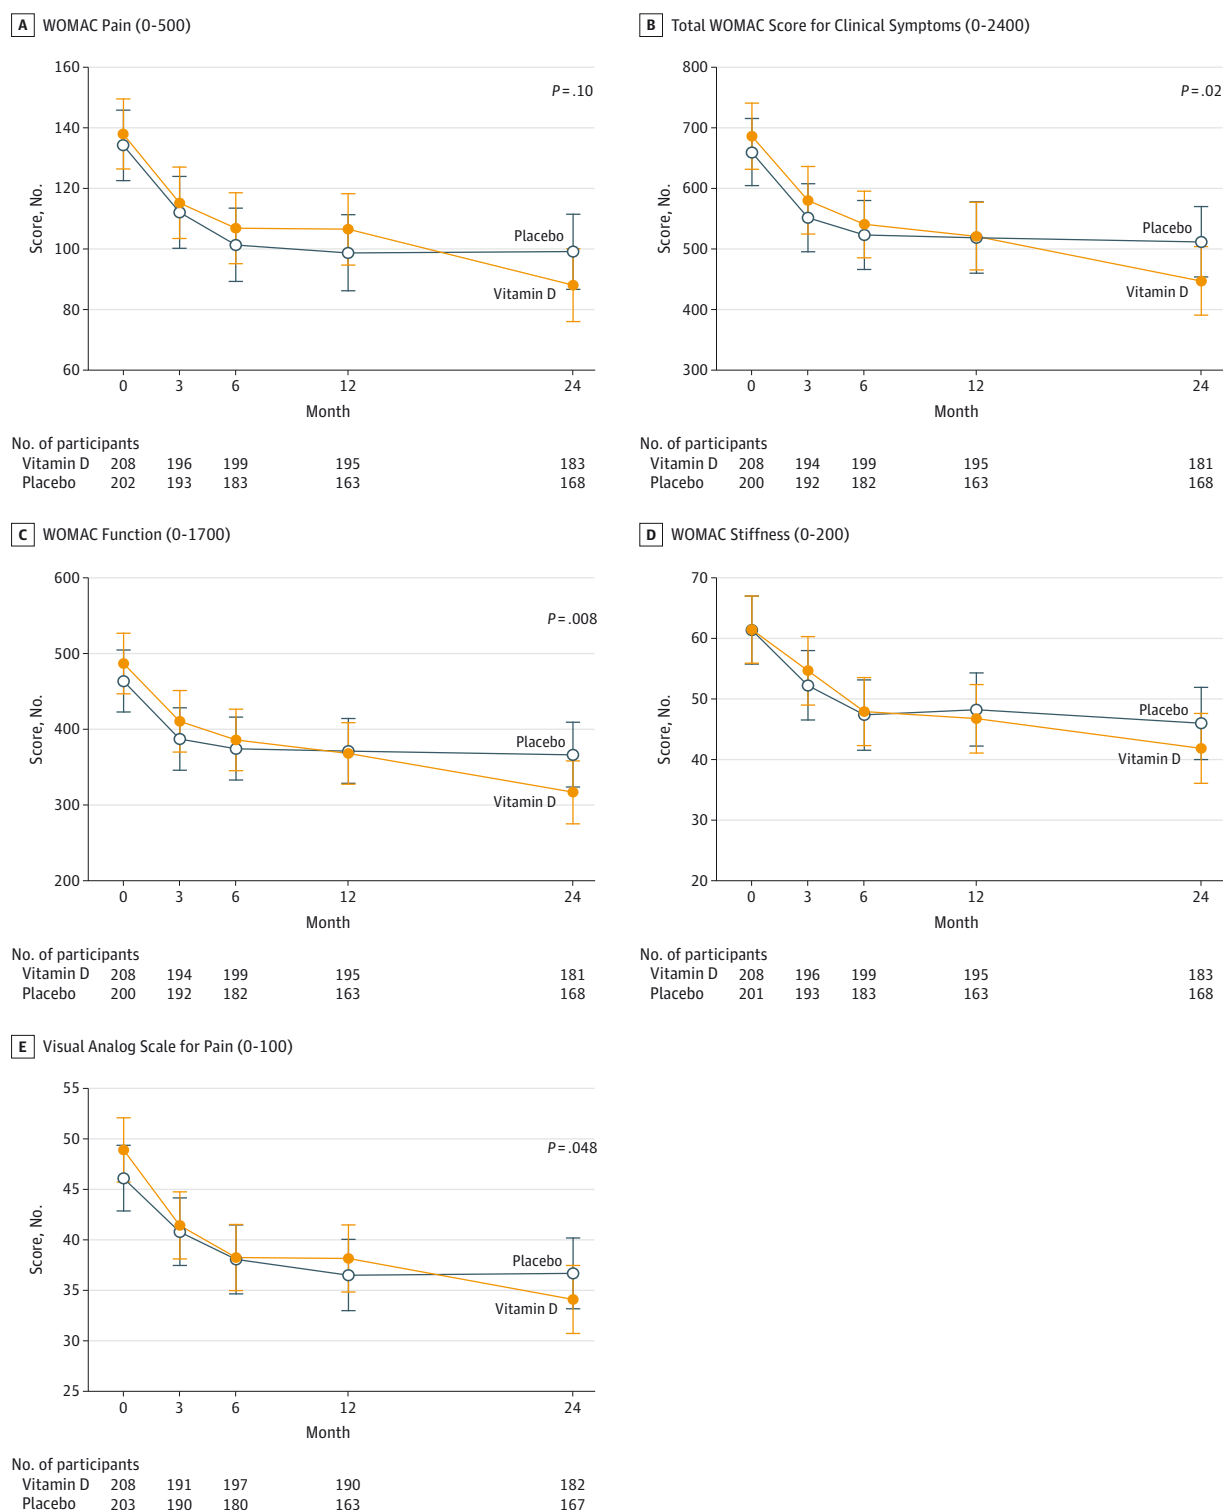 A WOMAC Pain (0-500)
160
140
120
100
80
60
Score, No.
P = .10
Placebo
Vitamin D
0 3 6 12 24
Month
No. of participants
Vitamin D 208 196 199 195 183
Placebo 202 193 183 163 168
B Total WOMAC Score for Clinical Symptoms (0-2400)
800
700
600
500
400
300
Score, No.
P = .02
Placebo
Vitamin D
0 3 6 12 24
Month
No. of participants
Vitamin D 208 194 199 195 181
Placebo 200 192 182 163 168
C WOMAC Function (0-1700)
600
500
400
300
200
Score, No.
P = .008
Placebo
Vitamin D
0 3 6 12 24
Month
No. of participants
Vitamin D 208 194 199 195 181
Placebo 200 192 182 163 168
D WOMAC Stiffness (0-200)
70
60
50
40
30
20
Score, No.
Placebo
Vitamin D
0 3 6 12 24
Month
No. of participants
Vitamin D 208 196 199 195 183
Placebo 201 193 183 163 168
E Visual Analog Scale for Pain (0-100)
55
50
45
40
35
30
25
Score, No.
P = .048
Placebo
Vitamin D
0 3 6 12 24
Month
No. of participants
Vitamin D 208 191 197 190 182
Placebo 203 190 180 163 167